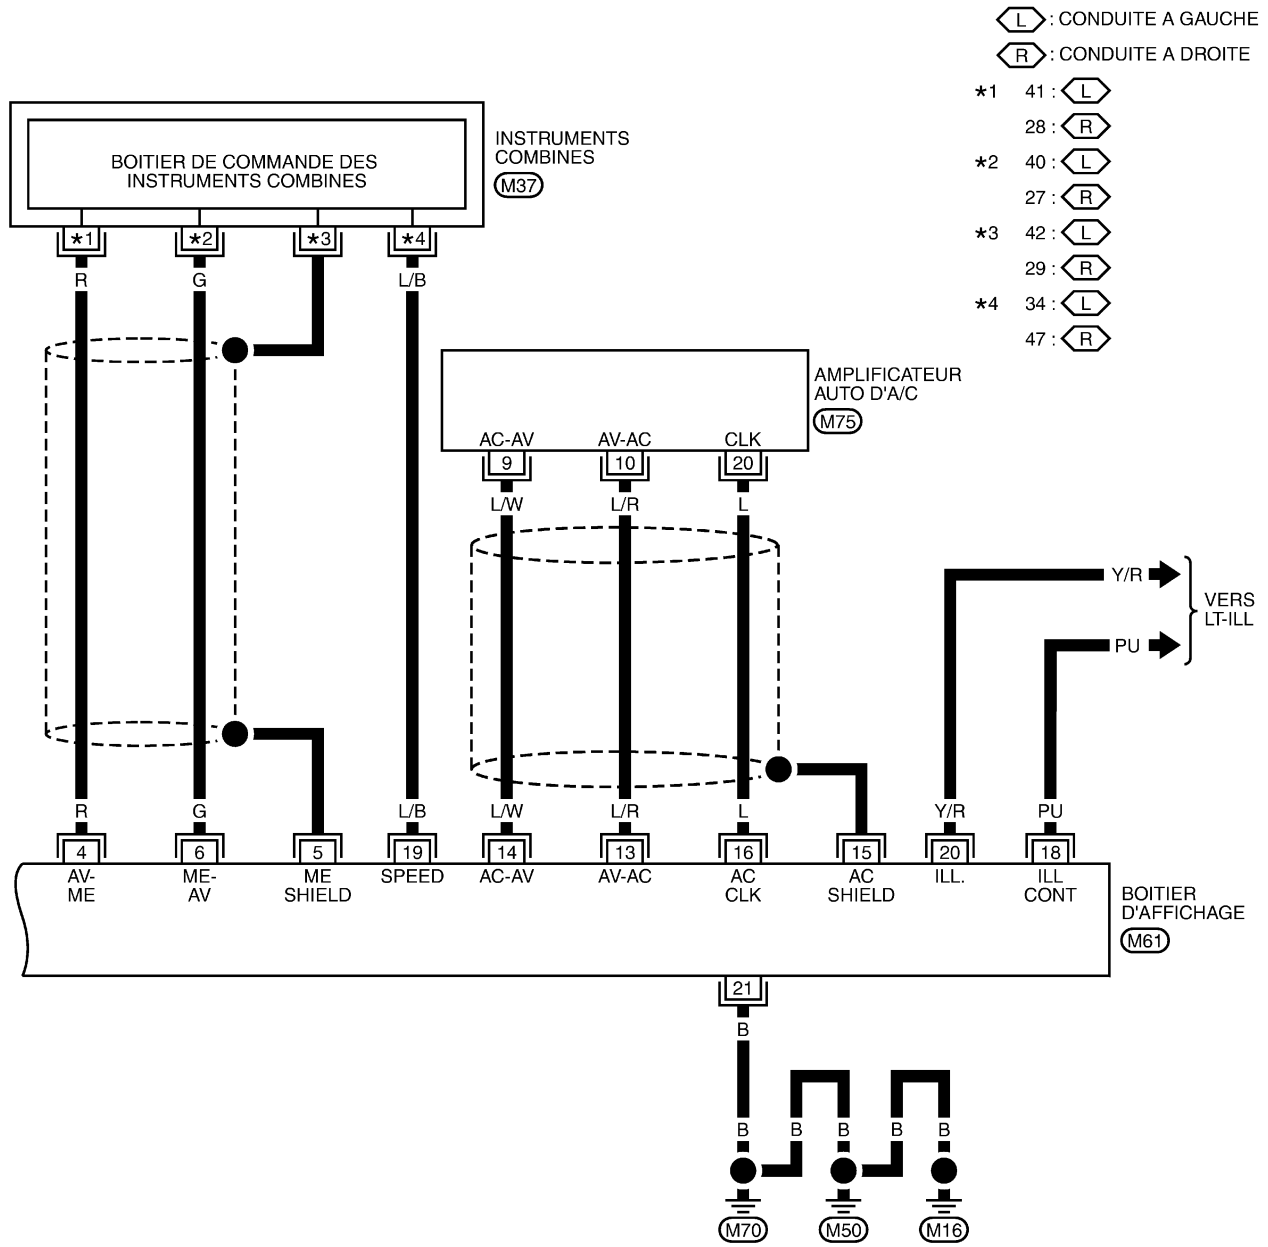 L : CONDUITE A GAUCHE
R : CONDUITE A DROITE
*1 41 : L
28 : R
*2 40 : L
27 : R
*3 42 : L
29 : R
*4 34 : L
47 : R
BOITIER DE COMMANDE DES
INSTRUMENTS COMBINES
INSTRUMENTS
COMBINES
M37
*1 *2 *3 *4
R G L/B
AMPLIFICATEUR
AUTO D'A/C
M75
AC-AV AV-AC CLK
9 10 20
L/W L/R L
Y/R
PU
VERS
LT-ILL
R G L/B L/W L/R L Y/R PU
4 6 5 19 14 13 16 15 20 18
AV-
ME
ME-
AV
ME
SHIELD
SPEED
AC-AV
AV-AC
AC
CLK
AC
SHIELD
ILL.
ILL
CONT
BOITIER
D'AFFICHAGE
M61
21
B
B B B B B
M70 M50 M16